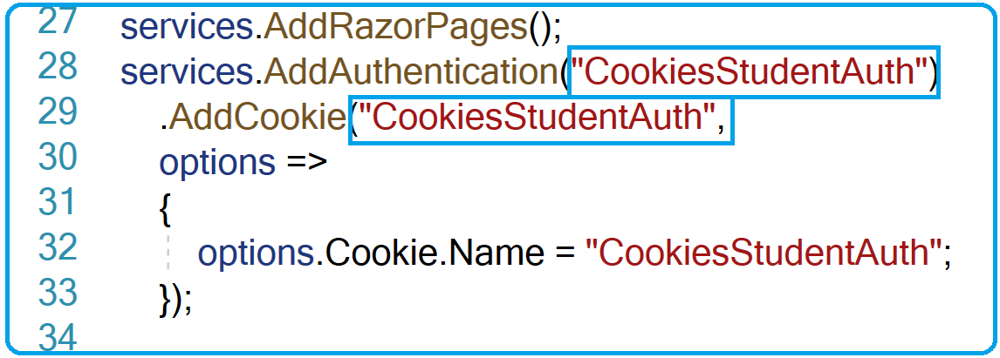 27 services.AddRazorPages();
28 services.AddAuthentication("CookiesStudentAuth")
29 .AddCookie("CookiesStudentAuth",
30 options =>
31 {
32 options.Cookie.Name = "CookiesStudentAuth";
33 });
34